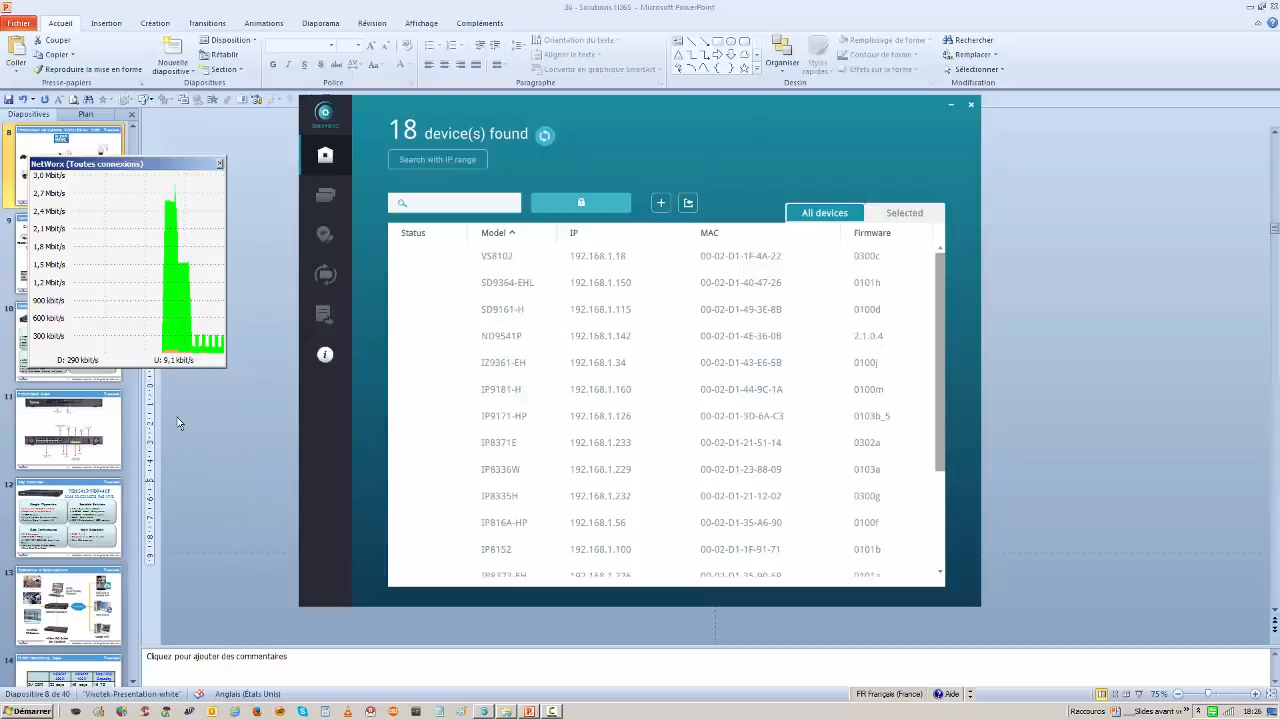 36 - Solutions H365 - Microsoft PowerPoint
Fichier Accueil Insertion Création Transitions Animations Diaporama Révision Affichage Compléments
Couper
Copier
Reproduire la mise en forme
Coller
Presse-papiers
Nouvelle diapositive
Disposition
Rétablir
Section
Diapositives
Police
Orientation du texte
Aligner le texte
Convertir en graphique SmartArt
Paragraphe
Organiser
Styles rapides
Remplissage de forme
Contour de forme
Effets sur la forme
Dessin
Rechercher
Remplacer
Sélectionner
Modification
Diapositives Plan
8
9
10
11
12
13
14
NetWorx (Toutes connexions)
3,0 Mbit/s
2,7 Mbit/s
2,4 Mbit/s
2,1 Mbit/s
1,8 Mbit/s
1,5 Mbit/s
1,2 Mbit/s
900 kbit/s
600 kbit/s
300 kbit/s
D: 290 kbit/s U: 9,1 kbit/s
SHEPHERD
18 device(s) found
Search with IP range
All devices Selected
Status Model IP MAC Firmware
VS8102 192.168.1.18 00-02-D1-1F-4A-22 0300c
SD9364-EHL 192.168.1.150 00-02-D1-40-47-26 0101h
SD9161-H 192.168.1.115 00-02-D1-49-3E-8B 0100d
ND9541P 192.168.1.142 00-02-D1-4E-36-0B 2.1.0.4
IZ9361-EH 192.168.1.34 00-02-D1-43-E6-5B 0100j
IP9181-H 192.168.1.160 00-02-D1-44-9C-1A 0100m
IP9171-HP 192.168.1.126 00-02-D1-3D-6A-C3 0103b_5
IP8371E 192.168.1.233 00-02-D1-21-51-14 0302a
IP8336W 192.168.1.229 00-02-D1-23-88-09 0103a
IP8335H 192.168.1.232 00-02-D1-26-12-02 0300g
IP816A-HP 192.168.1.56 00-02-D1-35-A6-90 0100f
IP8152 192.168.1.100 00-02-D1-1F-91-71 0101b
Cliquez pour ajouter des commentaires
Diapositive 8 de 40 "Vivotek-Presentation-white" Anglais (États Unis) FR Français (France) Aide 75 %
Démarrer Raccourcis Slides avant ve 18:26